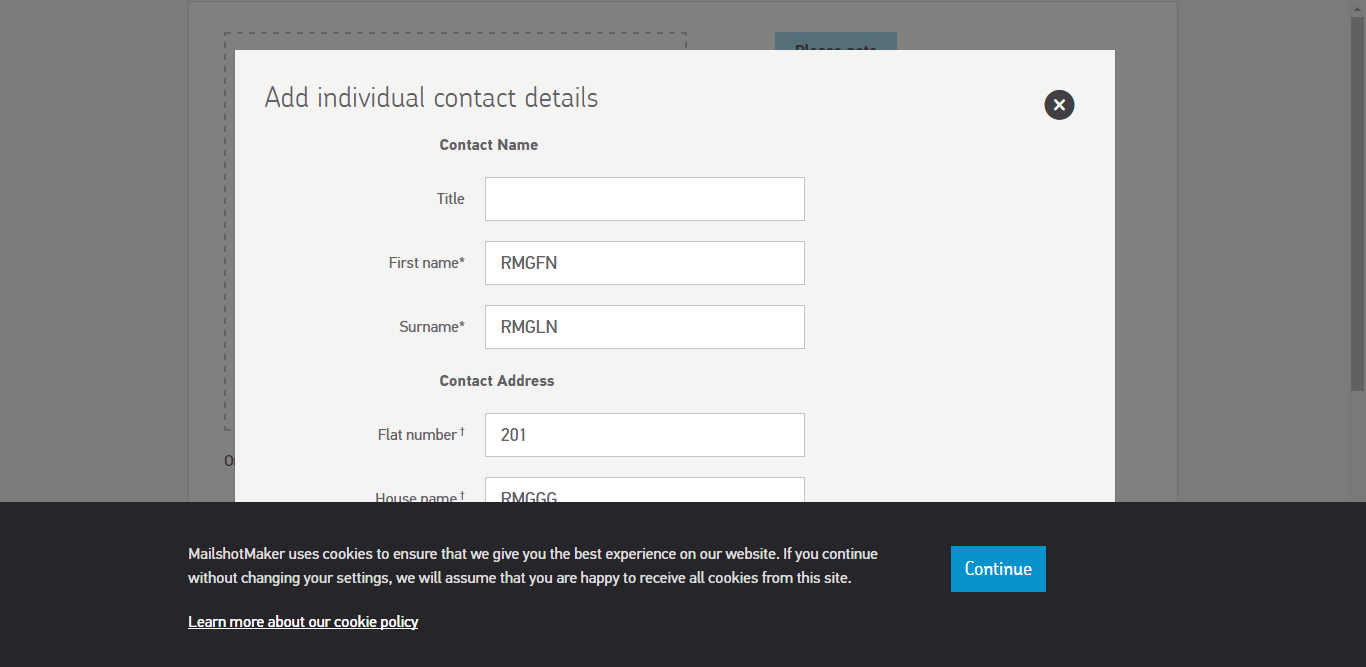 Please note
Add individual contact details
Contact Name
Title
First name*
RMGFN
Surname*
RMGLN
Contact Address
Flat number †
201
House name †
RMGGG
MailshotMaker uses cookies to ensure that we give you the best experience on our website. If you continue
without changing your settings, we will assume that you are happy to receive all cookies from this site.
Continue
Learn more about our cookie policy